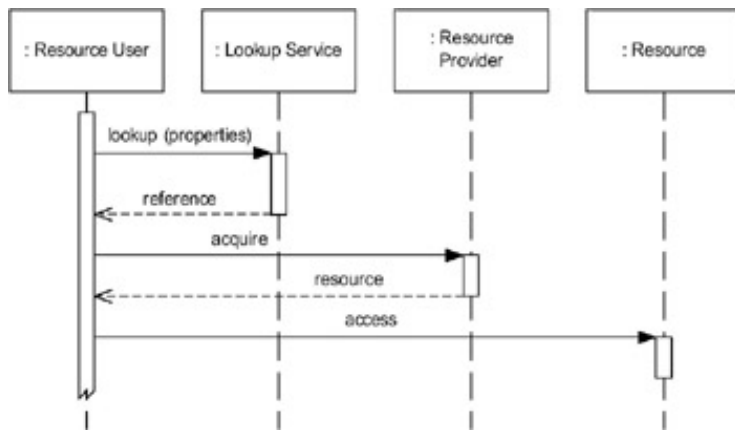 : Resource User
: Lookup Service
: Resource
Provider
: Resource
lookup (properties)
reference
acquire
resource
access